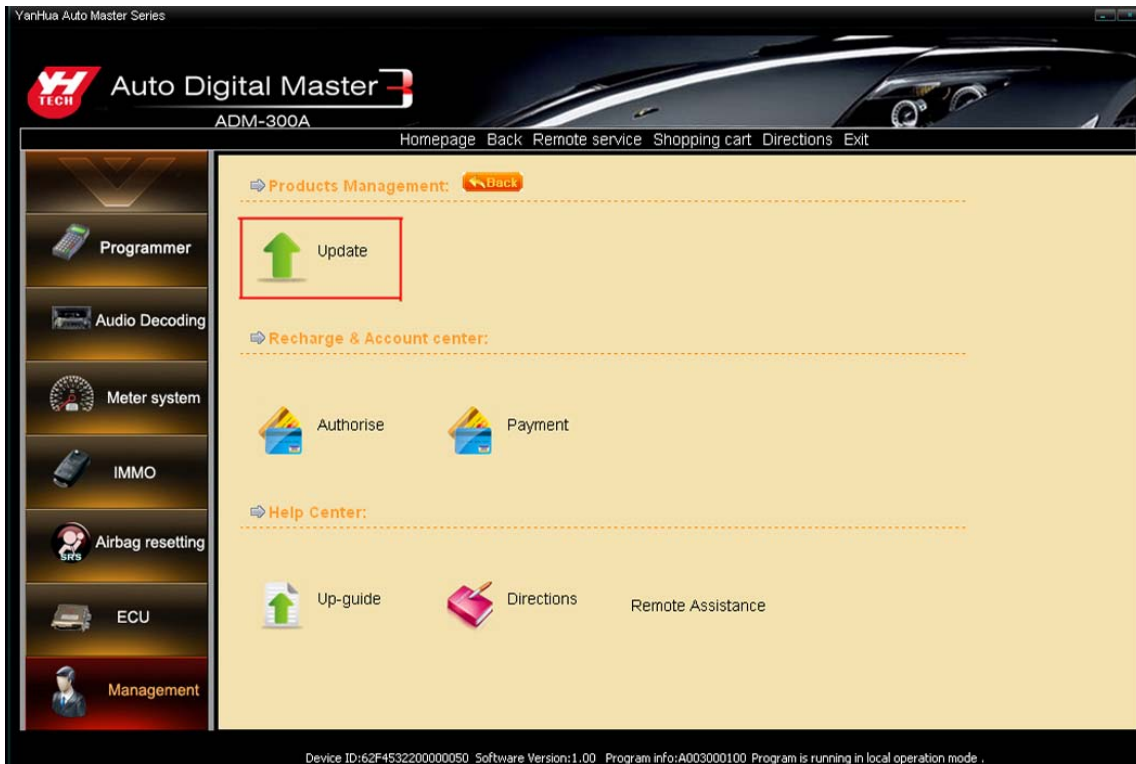 YanHua Auto Master Series
YH
TECH
Auto Digital Master 3
ADM-300A
Homepage Back Remote service Shopping cart Directions Exit
Products Management: Back
Update
Programmer
Audio Decoding
Recharge & Account center:
Meter system
Authorise
Payment
IMMO
Help Center:
Airbag resetting
SRS
Up-guide
Directions
Remote Assistance
ECU
Management
Device ID:62F4532200000050 Software Version:1.00 Program info:A003000100 Program is running in local operation mode .